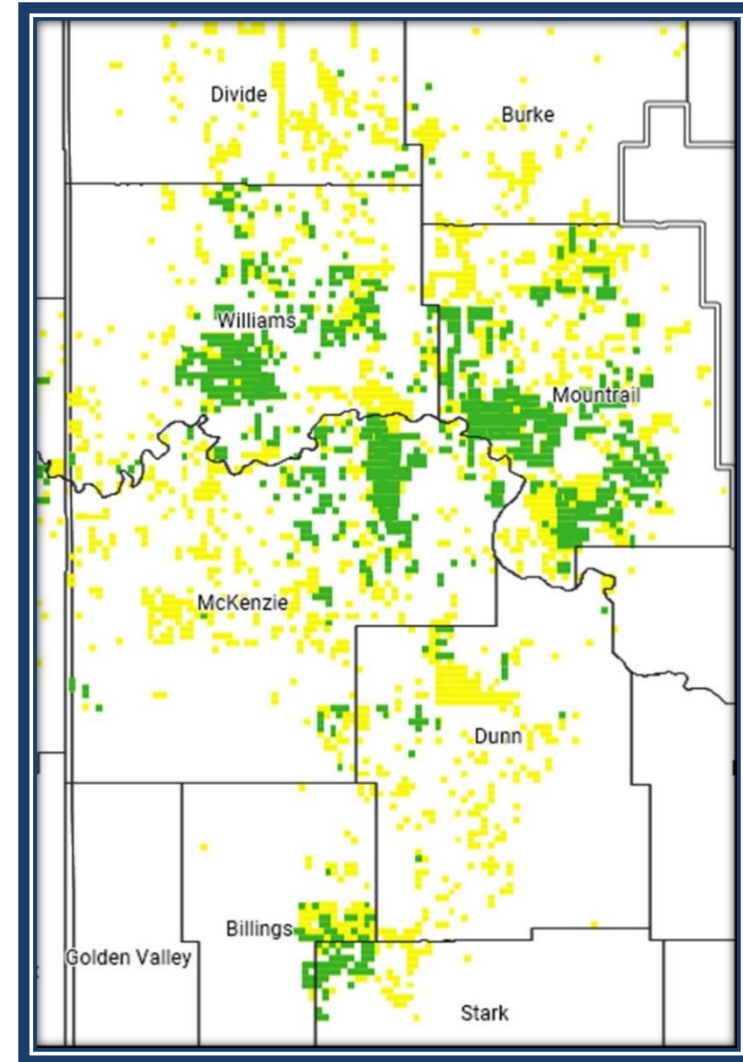 Divide
Burke
Williams
Mountrail
McKenzie
Dunn
Billings
Golden Valley
Stark